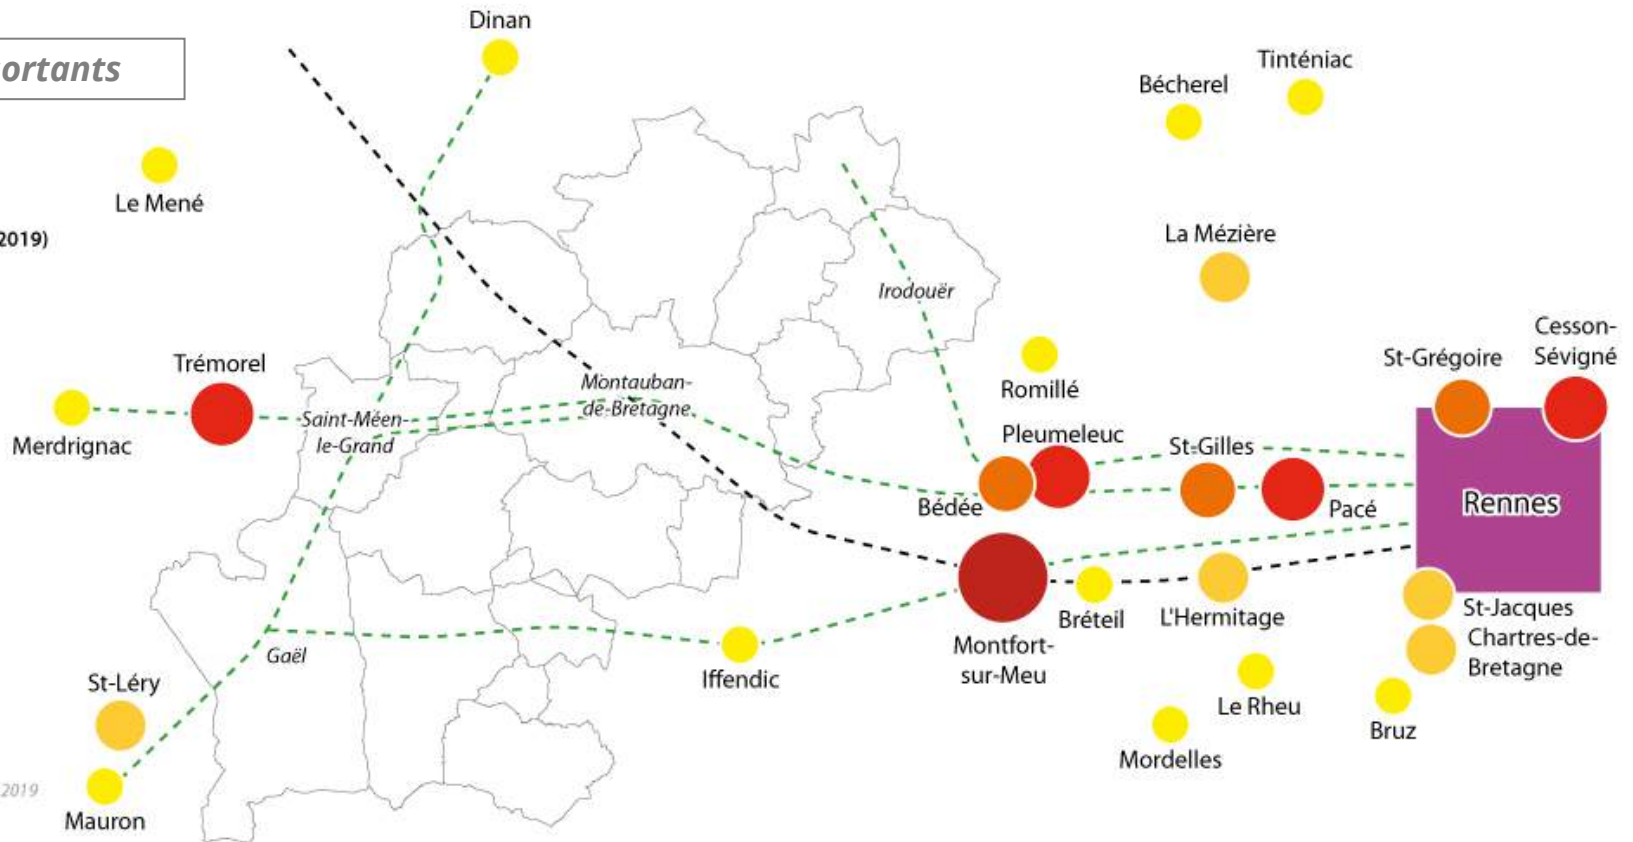 Dinan
ortants
Tinténiac
Bécherel
Le Mené
La Mézière
2019)
Irodouër
Cesson-
Sévigné
St-Grégoire
Trémorel
Romillé
Montauban-
de-Bretagne
Saint-Méen-
le-Grand
Merdrignac
Pleumeleuc
St-Gilles
Bédée
Pacé
Rennes
Bréteil
L'Hermitage
St-Jacques
Chartres-de-
Bretagne
Montfort-
sur-Meu
Gaël
Iffendic
St-Léry
Le Rheu
Bruz
Mordelles
2019
Mauron